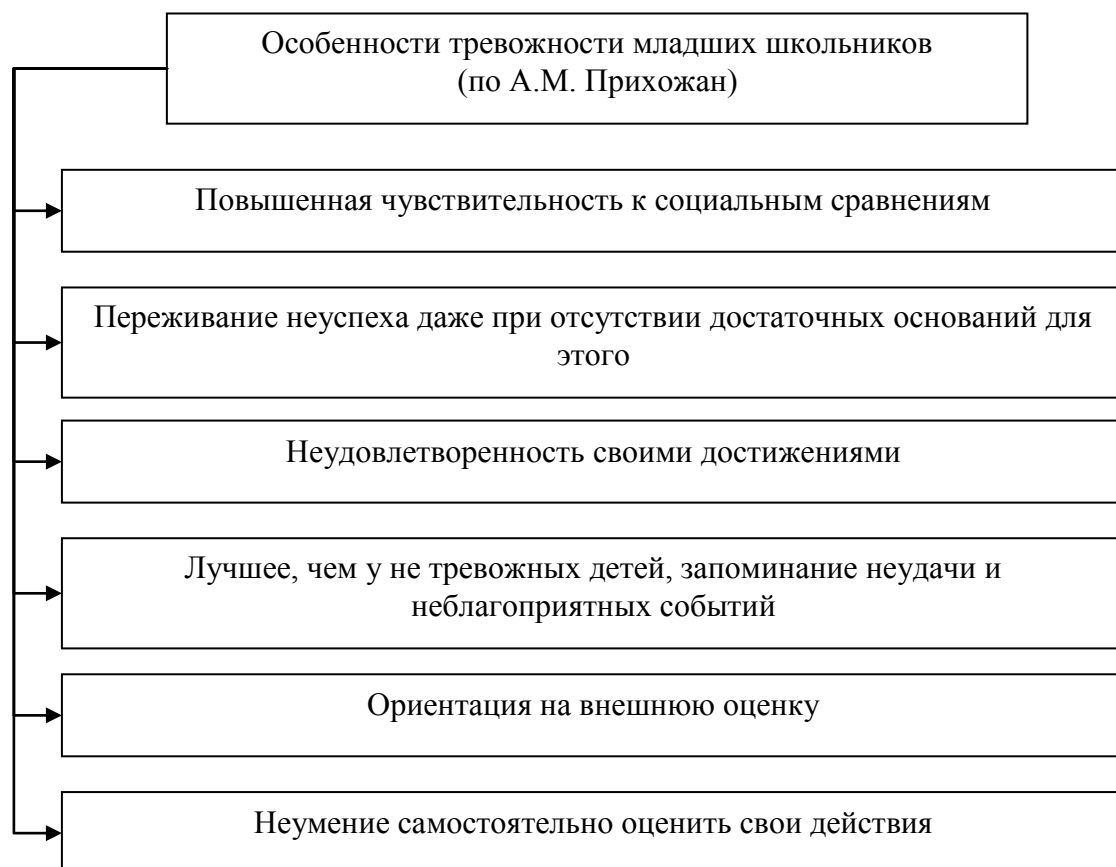 Особенности тревожности младших школьников
(по А.М. Прихожан)
Повышенная чувствительность к социальным сравнениям
Переживание неуспеха даже при отсутствии достаточных оснований для
этого
Неудовлетворенность своими достижениями
Лучшее, чем у не тревожных детей, запоминание неудачи и
неблагоприятных событий
Ориентация на внешнюю оценку
Неумение самостоятельно оценить свои действия